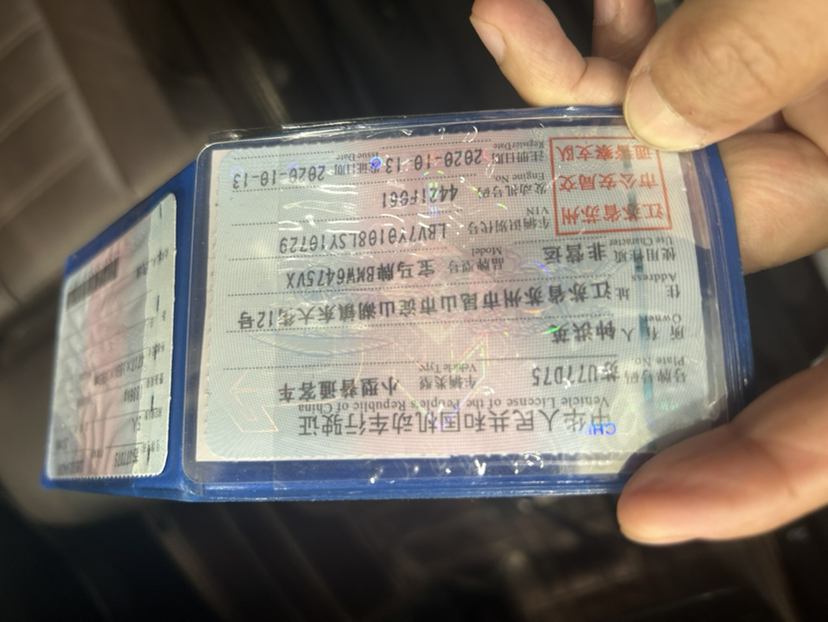 中华人民共和国机动车行驶证
Vehicle License of the People's Republic of China
号牌号码 苏U77D75 车辆类型 小型普通客车
Plate No. Vehicle Type
所有人 钟洪英
Owner
住址 江苏省苏州市昆山市淀山湖镇东大街12号
Address
使用性质 非营运 品牌型号 宝马牌BMW6475VX
Use Character Model
江苏省苏州
市公安局交
通警察支队
车辆识别代号 LBV7Y0108LSY10729
VIN
发动机号码 4421F661
Engine No.
注册日期 2020-10-13 发证日期 2020-10-13
Register Date Issue Date